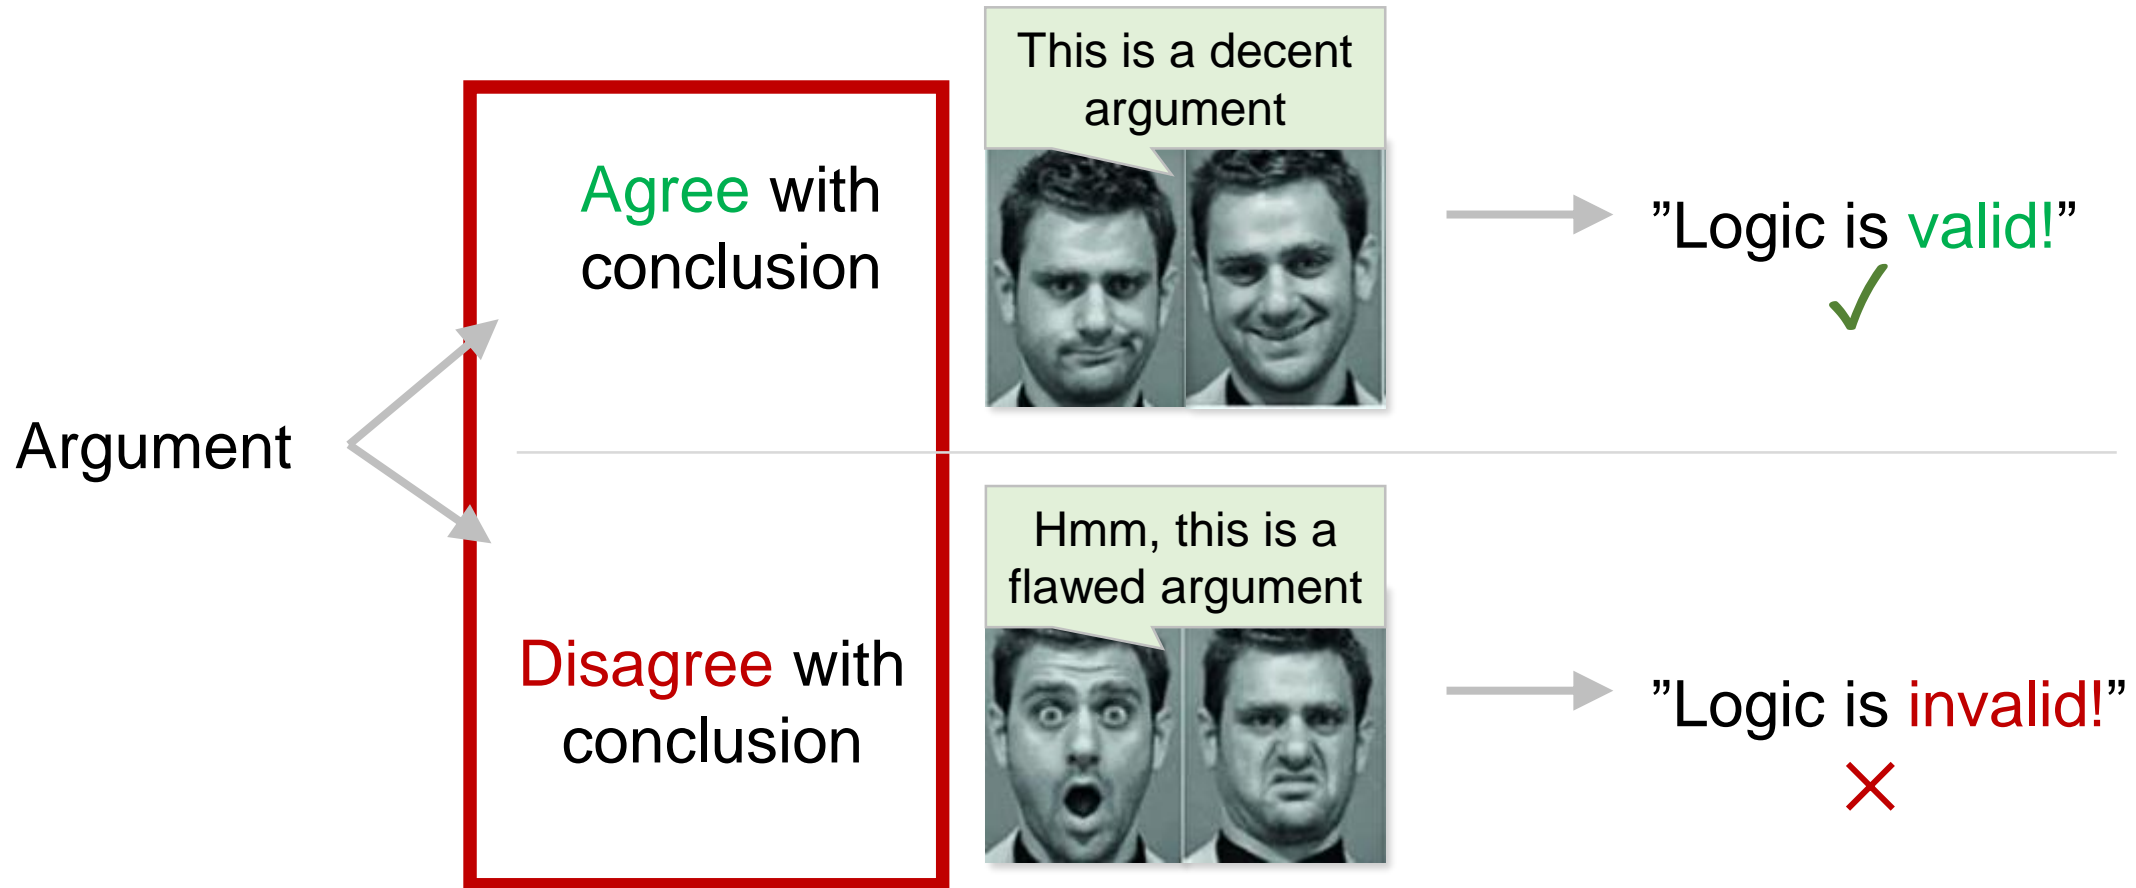 This is a decent
argument
Agree with
conclusion
”Logic is valid!”
Argument
Hmm, this is a
flawed argument
Disagree with
conclusion
”Logic is invalid!”